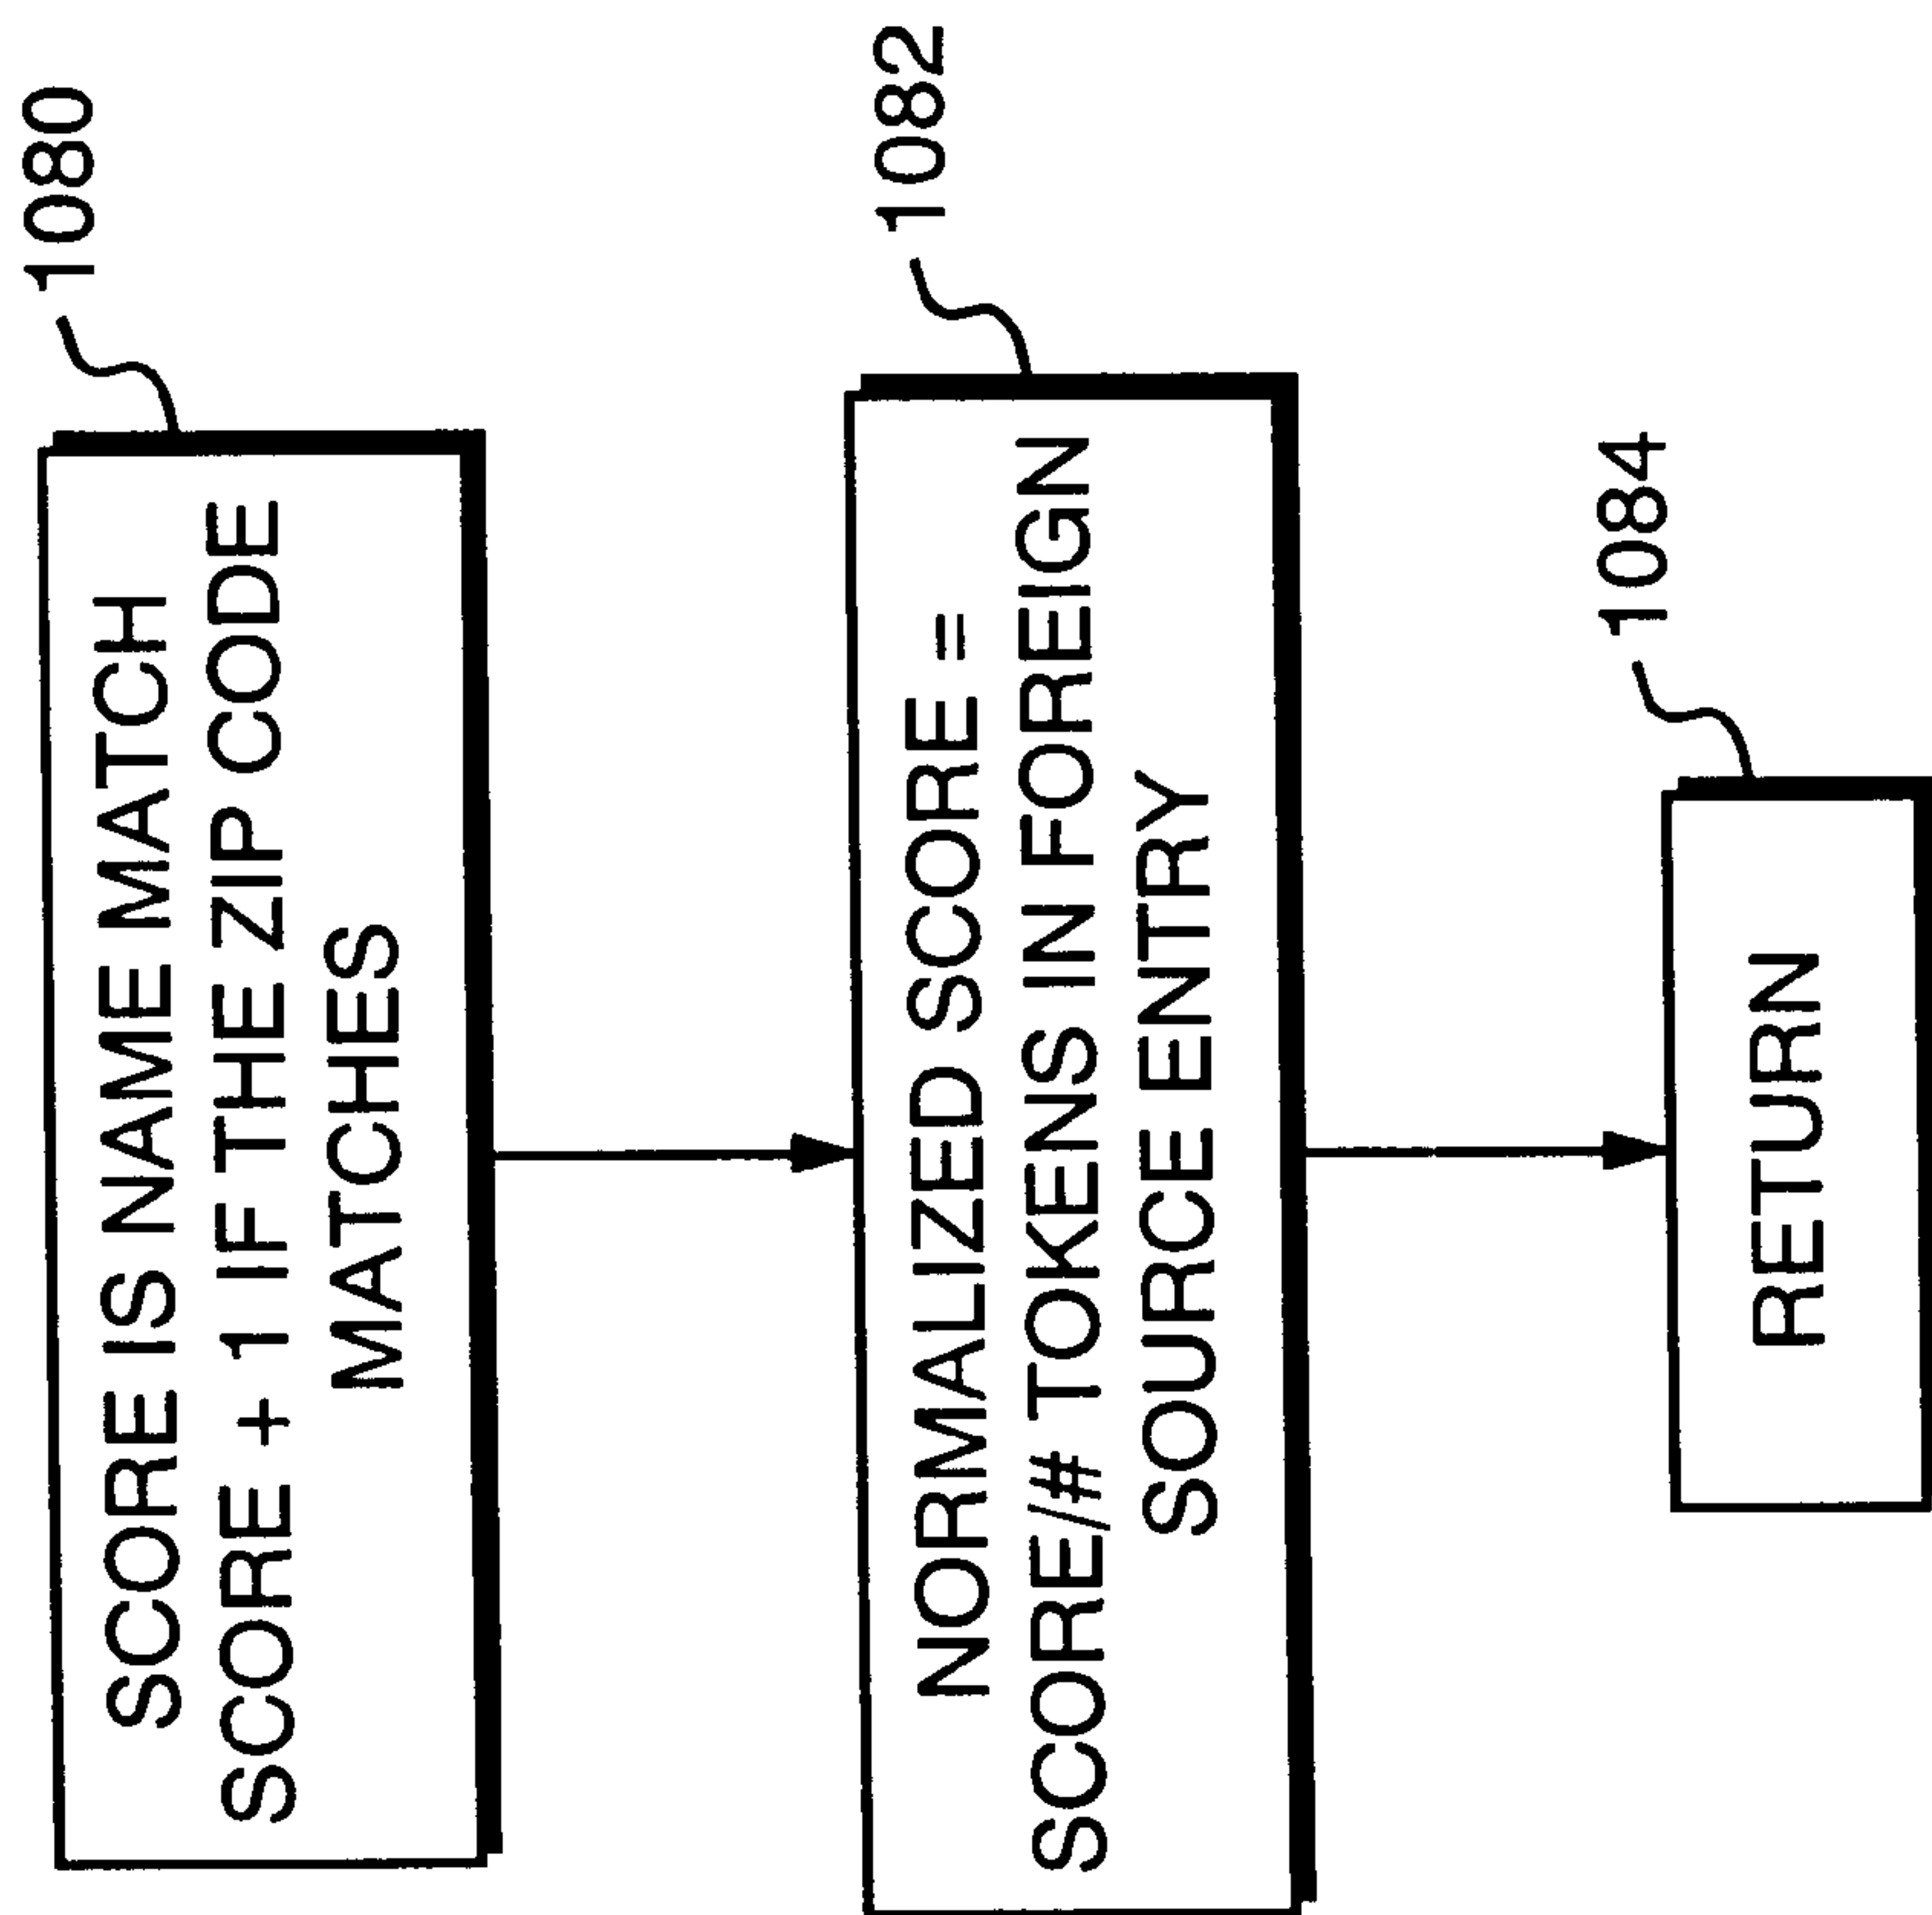 1080
SCORE IS NAME MATCH
SCORE + 1 IF THE ZIP CODE
MATCHES
1082
NORMALIZED SCORE =
SCORE/# TOKENS IN FOREIGN
SOURCE ENTRY
1084
RETURN